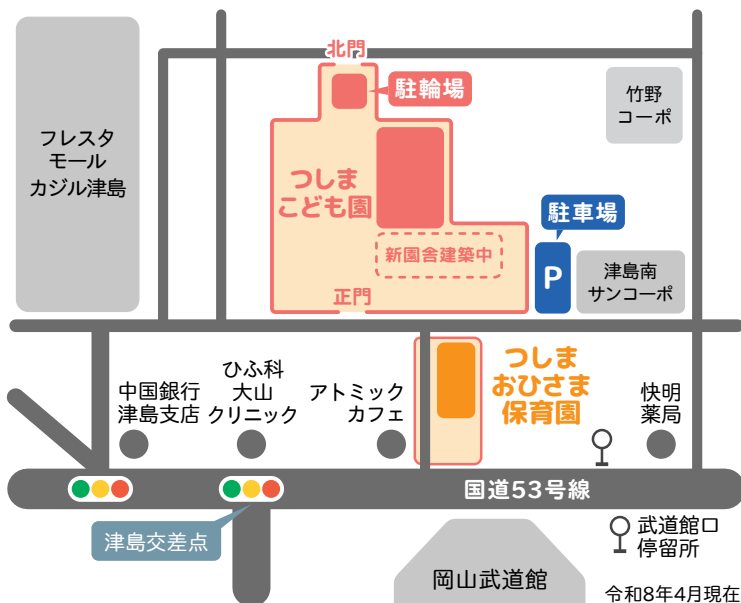 北門
駐輪場
竹野
コーポ
フレスタ
モール
カジル津島
つしま
こども園
駐車場
新園舎建築中
P
津島南
サンコーポ
正門
ひふ科
大山
クリニック
中国銀行
津島支店
アトミック
カフェ
つしま
おひさま
保育園
快明
薬局
国道53号線
津島交差点
武道館口
停留所
岡山武道館
令和8年4月現在